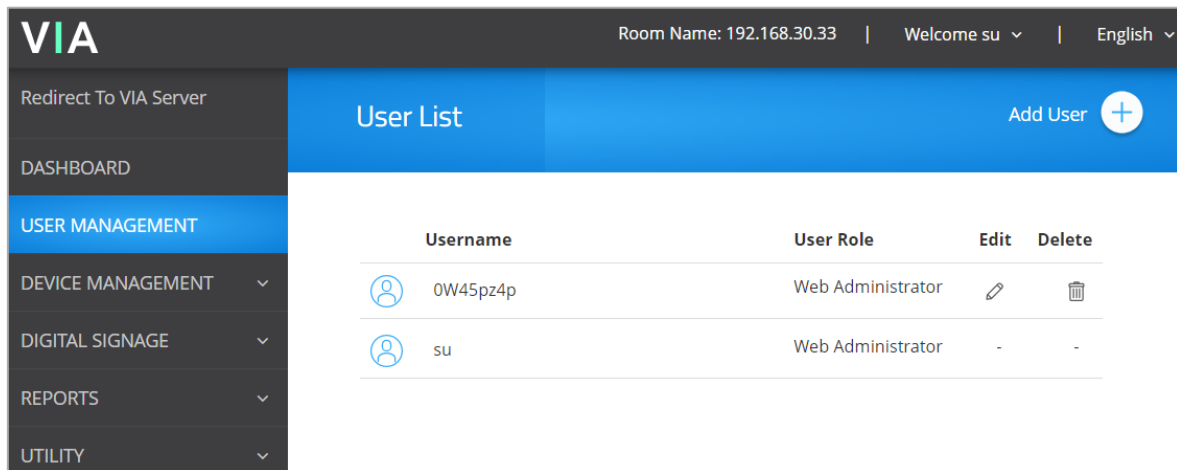 VIA
Room Name: 192.168.30.33 | Welcome su | English
Redirect To VIA Server
User List
Add User
DASHBOARD
USER MANAGEMENT
Username User Role Edit Delete
DEVICE MANAGEMENT
0W45pz4p Web Administrator
DIGITAL SIGNAGE
su Web Administrator - -
REPORTS
UTILITY